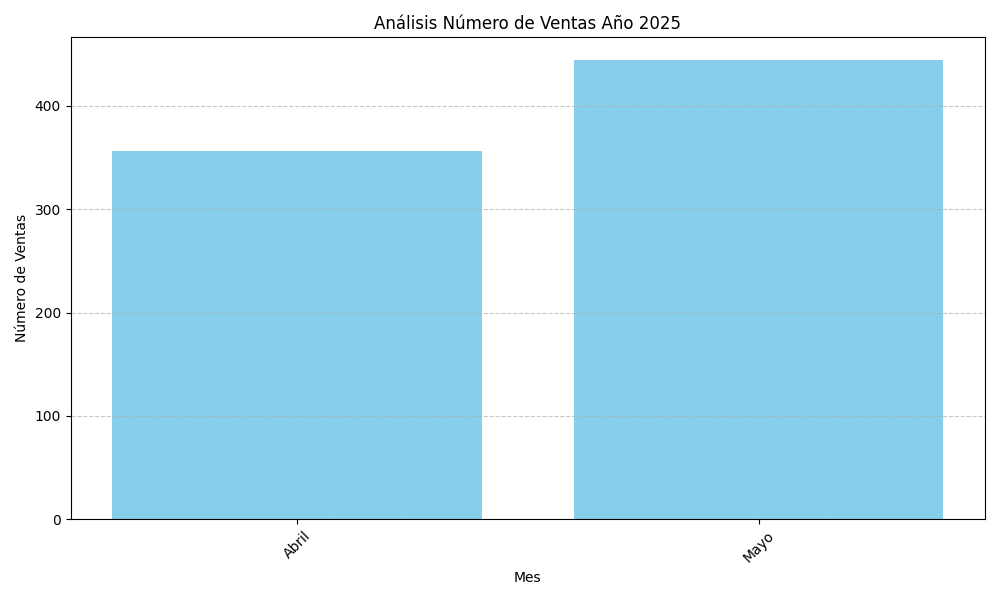 Análisis Número de Ventas Año 2025
Número de Ventas
400
300
200
100
0
Abril
Mayo
Mes